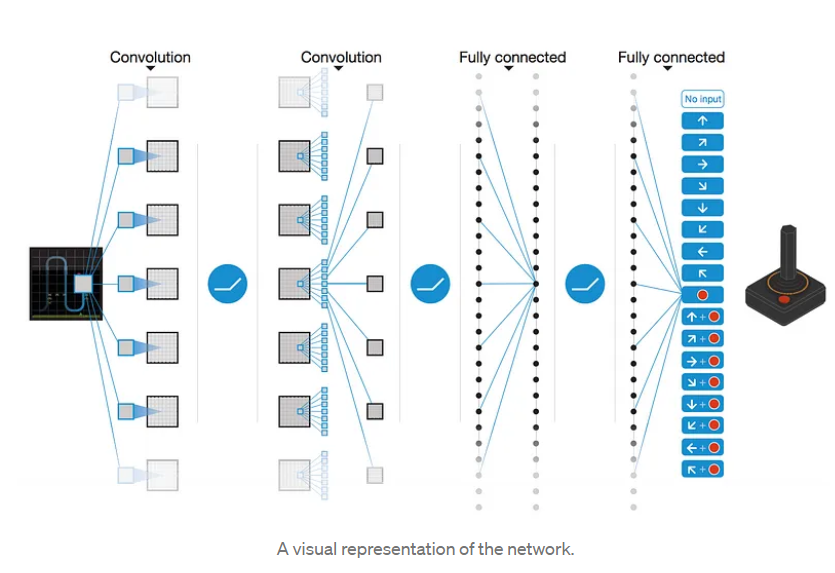 Convolution
Convolution
Fully connected
Fully connected
No input
A visual representation of the network.